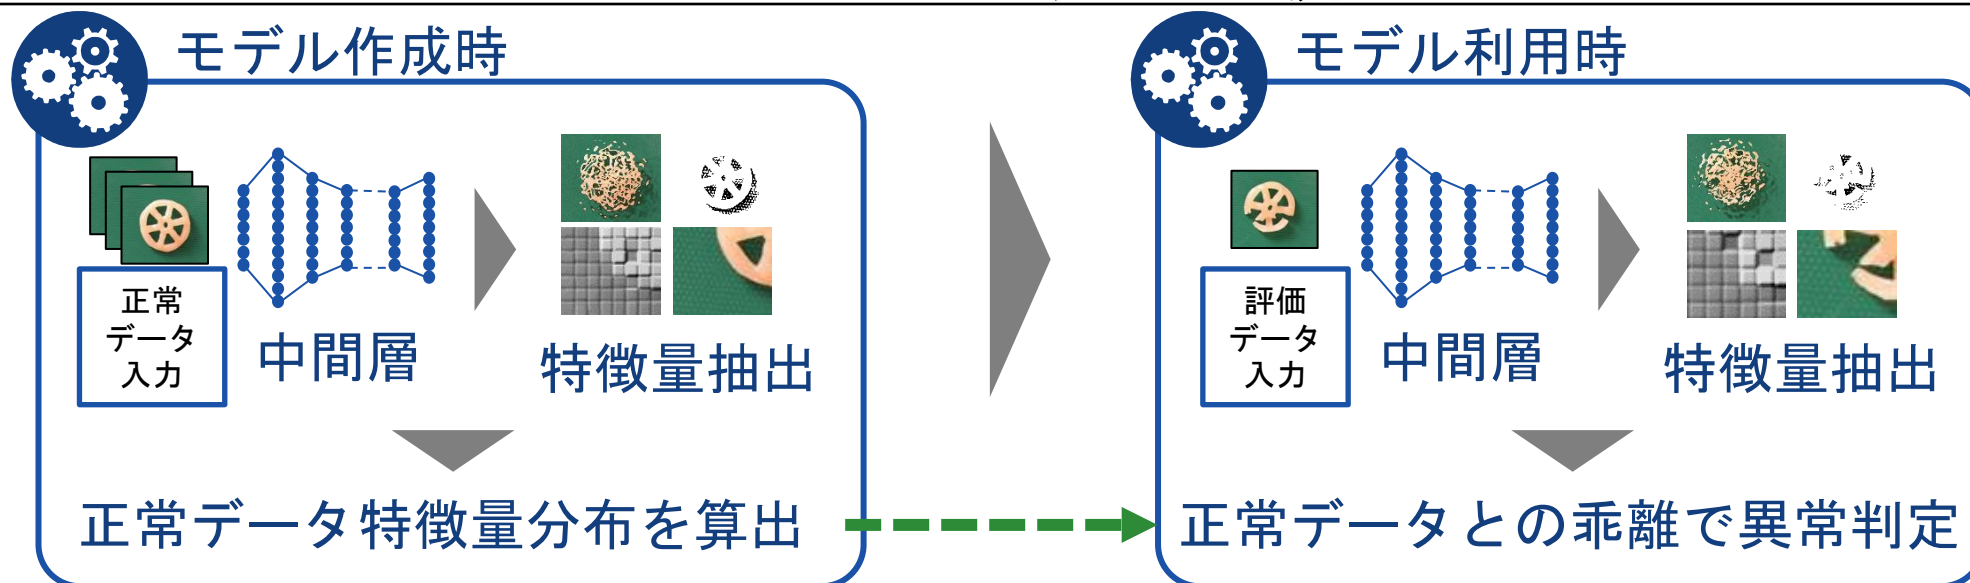 モデル作成時
正常
データ
入力
中間層
特徴量抽出
正常データ特徴量分布を算出
モデル利用時
評価
データ
入力
中間層
特徴量抽出
正常データとの乖離で異常判定